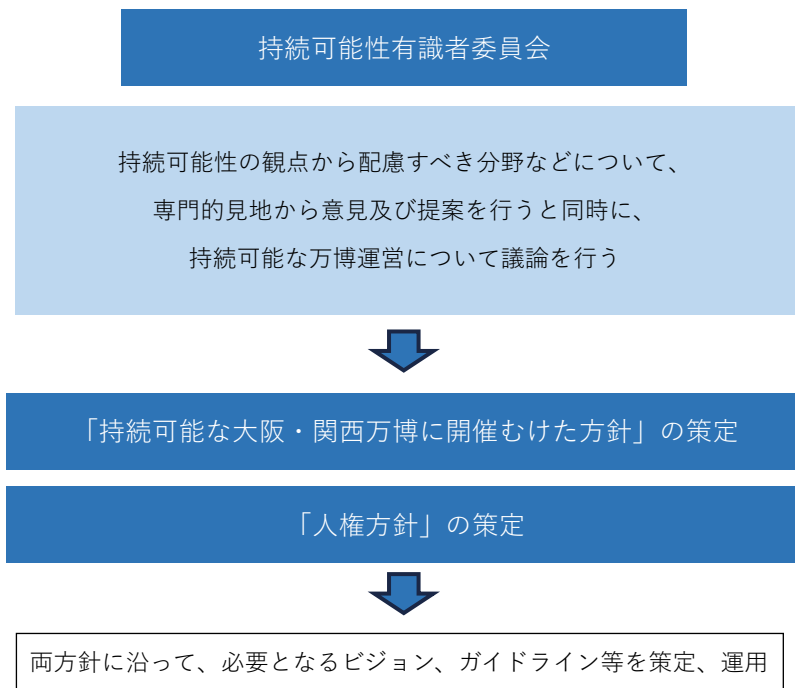 持続可能性有識者委員会
持続可能性の観点から配慮すべき分野などについて、
専門的見地から意見及び提案を行うと同時に、
持続可能な万博運営について議論を行う
「持続可能な大阪・関西万博に開催むけた方針」の策定
「人権方針」の策定
両方針に沿って、必要となるビジョン、ガイドライン等を策定、運用